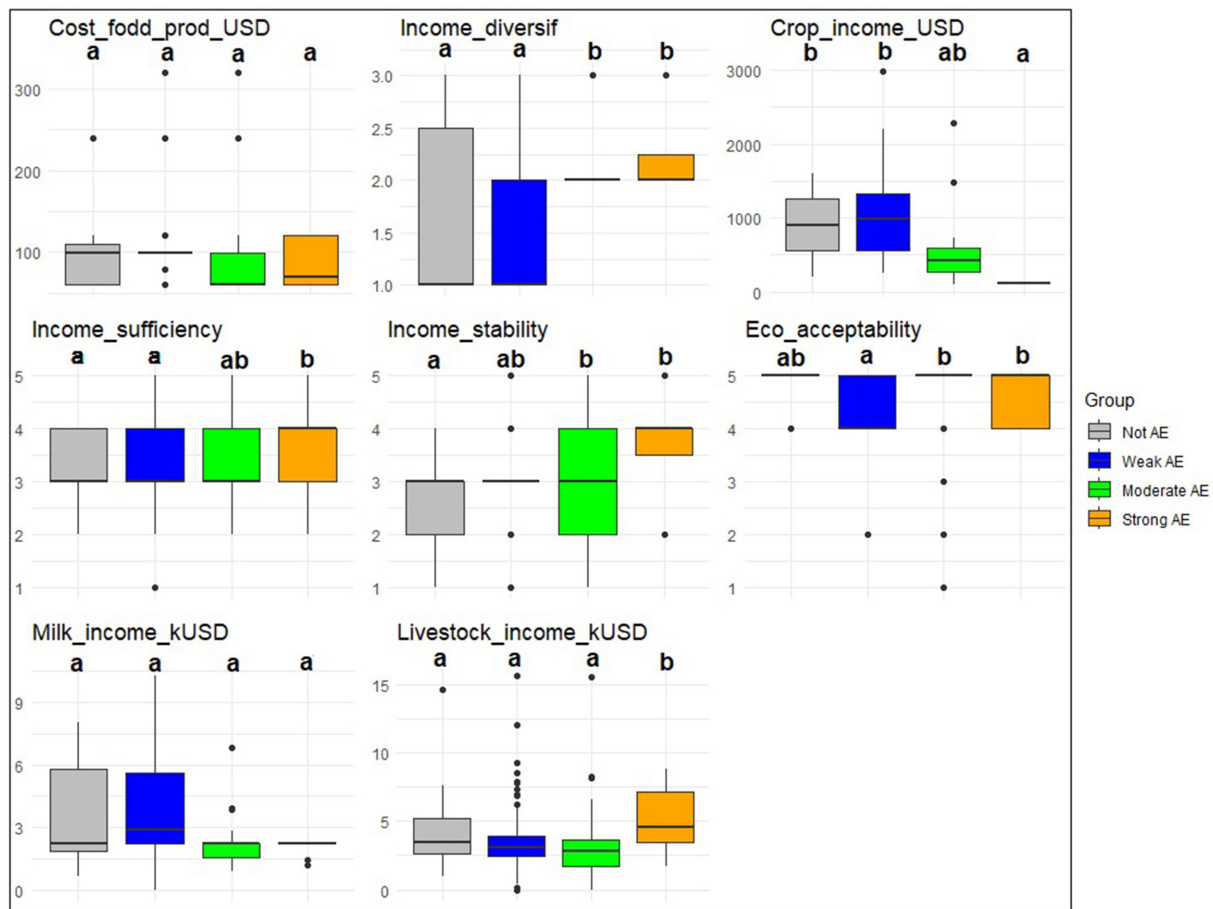 Cost_fodd_prod_USD
a a a a
300
200
100
Income_diversif
a a b b
3.0
2.5
2.0
1.5
1.0
Crop_income_USD
b b ab a
3000
2000
1000
0
Income_sufficiency
a a ab b
5
4
3
2
1
Income_stability
a ab b b
5
4
3
2
1
Eco_acceptability
ab a b b
5
4
3
2
1
Group
Not AE
Weak AE
Moderate AE
Strong AE
Milk_income_kUSD
a a a a
9
6
3
0
Livestock_income_kUSD
a a a b
15
10
5
0